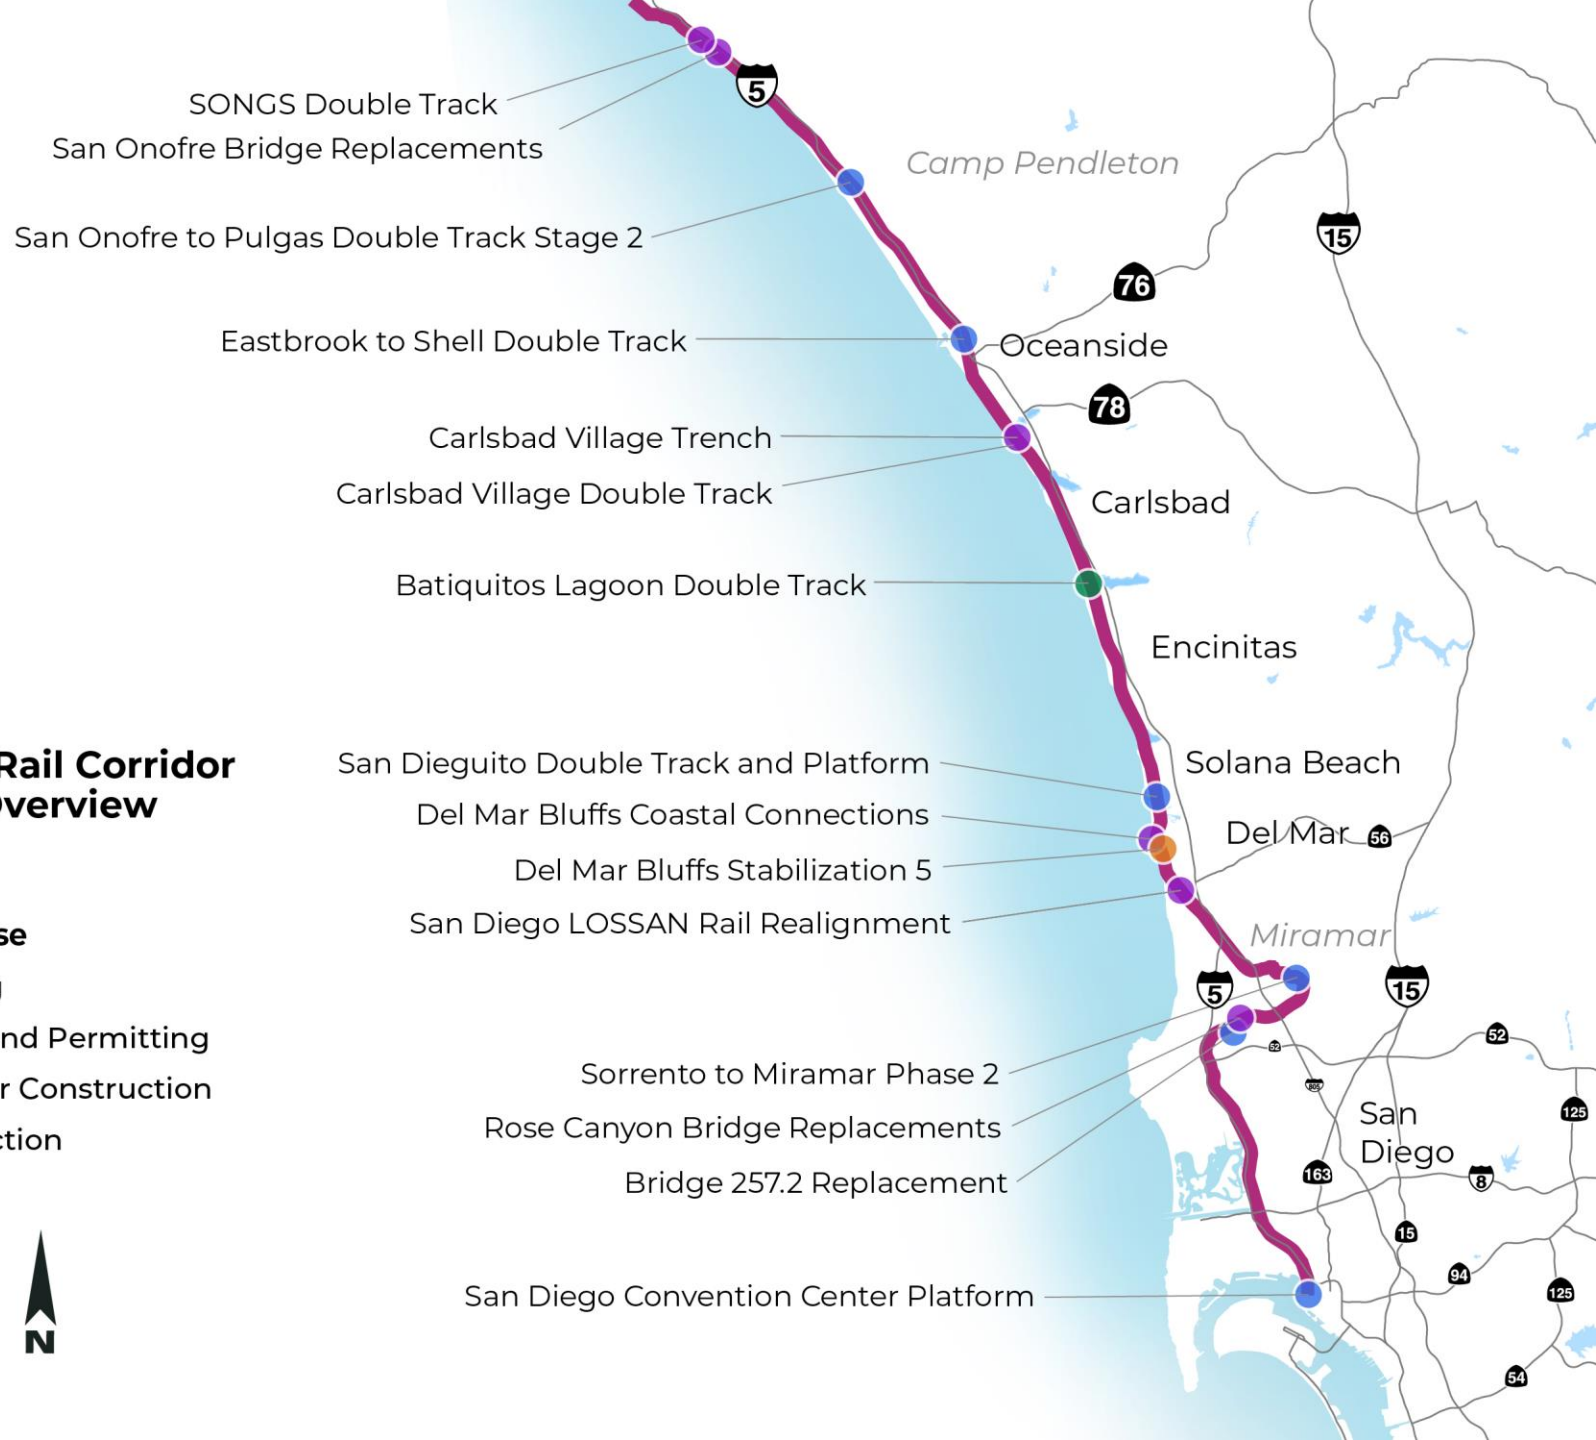 SONGS Double Track
San Onofre Bridge Replacements
5
Camp Pendleton
San Onofre to Pulgas Double Track Stage 2
15
76
Eastbrook to Shell Double Track
Oceanside
78
Carlsbad Village Trench
Carlsbad Village Double Track
Carlsbad
Batiquitos Lagoon Double Track
Encinitas
Rail Corridor
Overview
San Dieguito Double Track and Platform
Solana Beach
Del Mar Bluffs Coastal Connections
Del Mar
56
Del Mar Bluffs Stabilization 5
San Diego LOSSAN Rail Realignment
Miramar
se
5
15
nd Permitting
52
52
Sorrento to Miramar Phase 2
r Construction
805
125
San
Diego
Rose Canyon Bridge Replacements
ction
163
8
Bridge 257.2 Replacement
15
94
125
San Diego Convention Center Platform
N
54